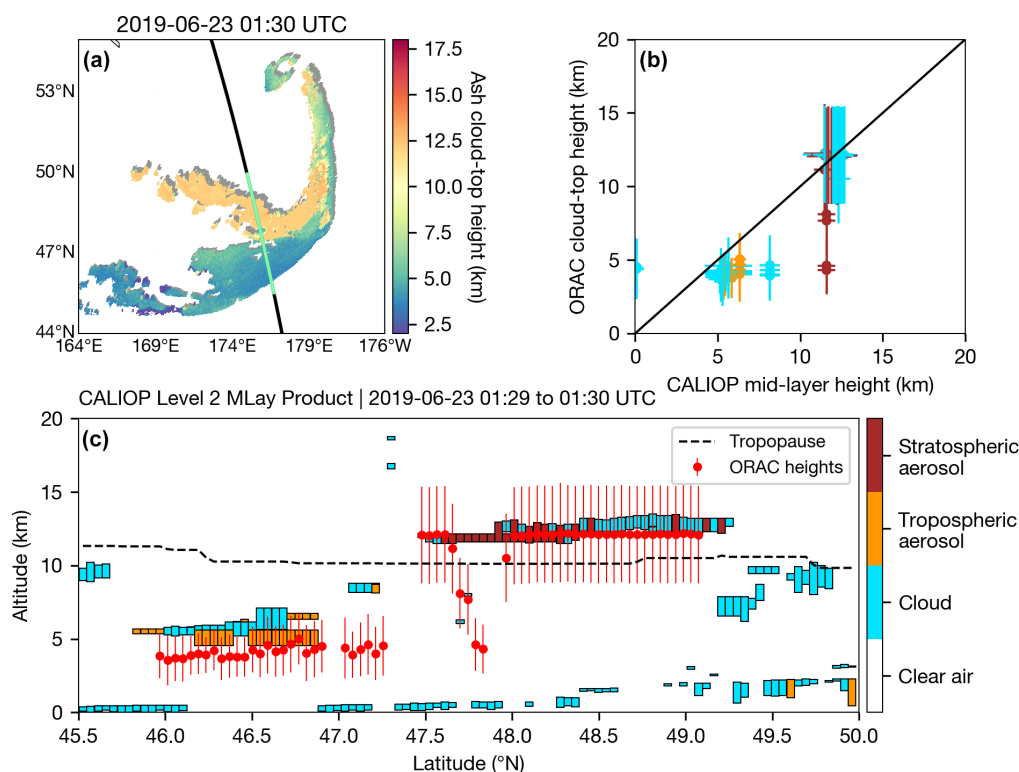 2019-06-23 01:30 UTC
(a)
53°N
50°N
47°N
44°N
164°E
169°E
174°E
179°E
176°W
17.5
15.0
12.5
10.0
7.5
5.0
2.5
Ash cloud-top height (km)
(b)
20
15
10
5
0
ORAC cloud-top height (km)
0
5
10
15
20
CALIOP mid-layer height (km)
CALIOP Level 2 MLay Product | 2019-06-23 01:29 to 01:30 UTC
(c)
20
15
10
5
0
Altitude (km)
Tropopause
ORAC heights
45.5
46.0
46.5
47.0
47.5
48.0
48.5
49.0
49.5
50.0
Latitude (°N)
Stratospheric
aerosol
Tropospheric
aerosol
Cloud
Clear air